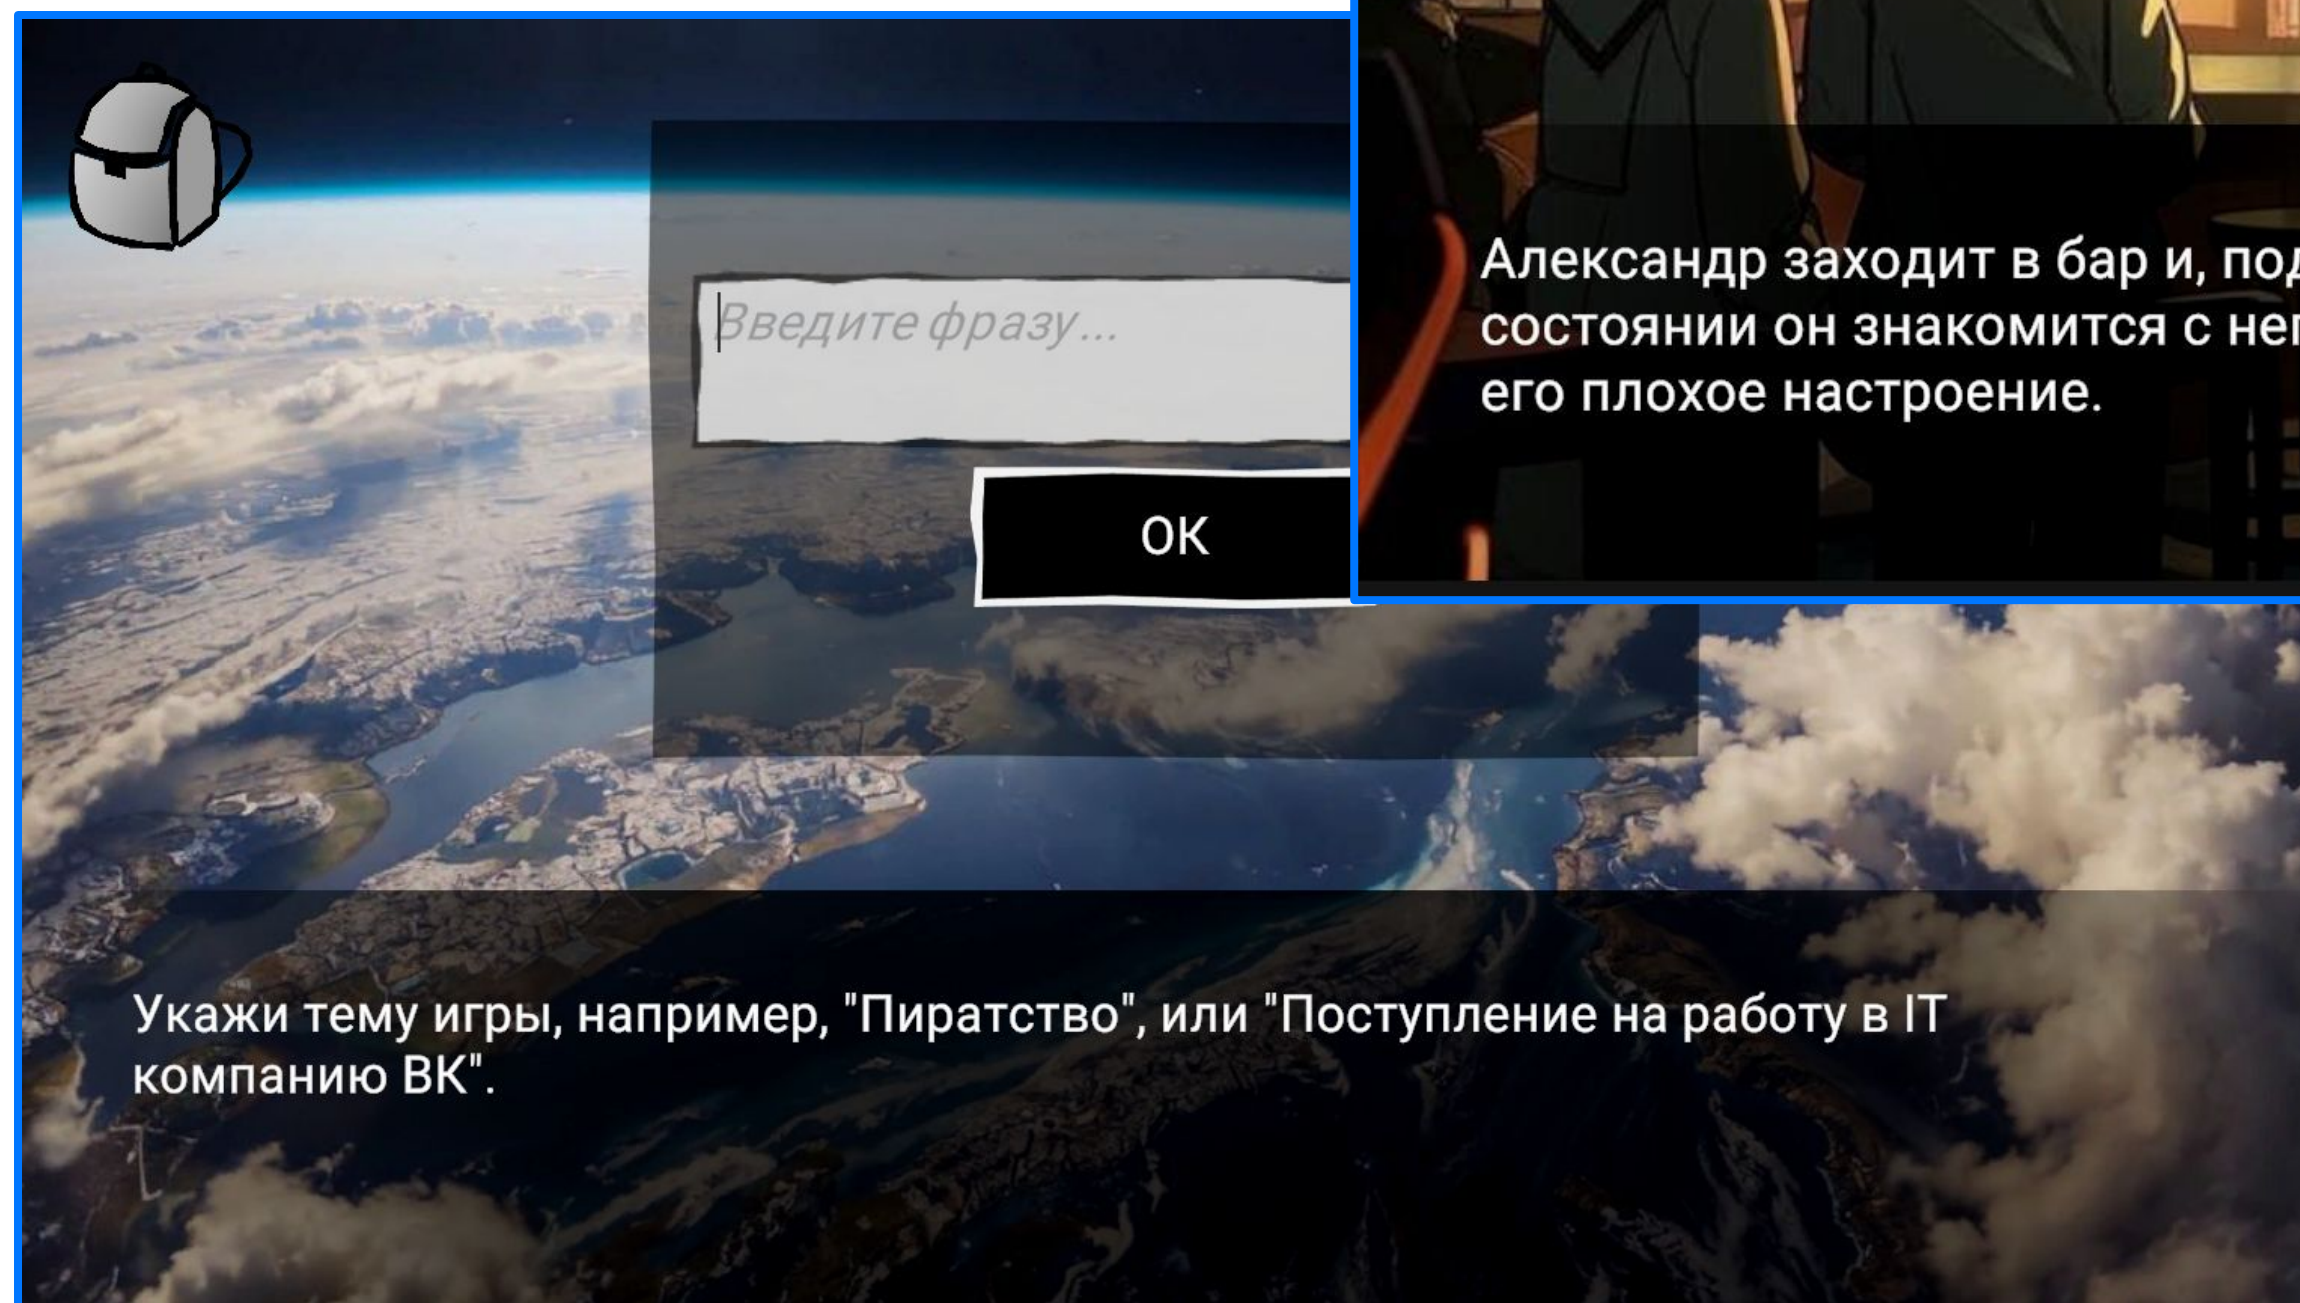 Введите фразу...
ОК
Александр заходит в бар и,
состоянии он знакомится с
его плохое настроение.
Укажи тему игры, например, "Пиратство", или "Поступление на работу в IT
компанию ВК".